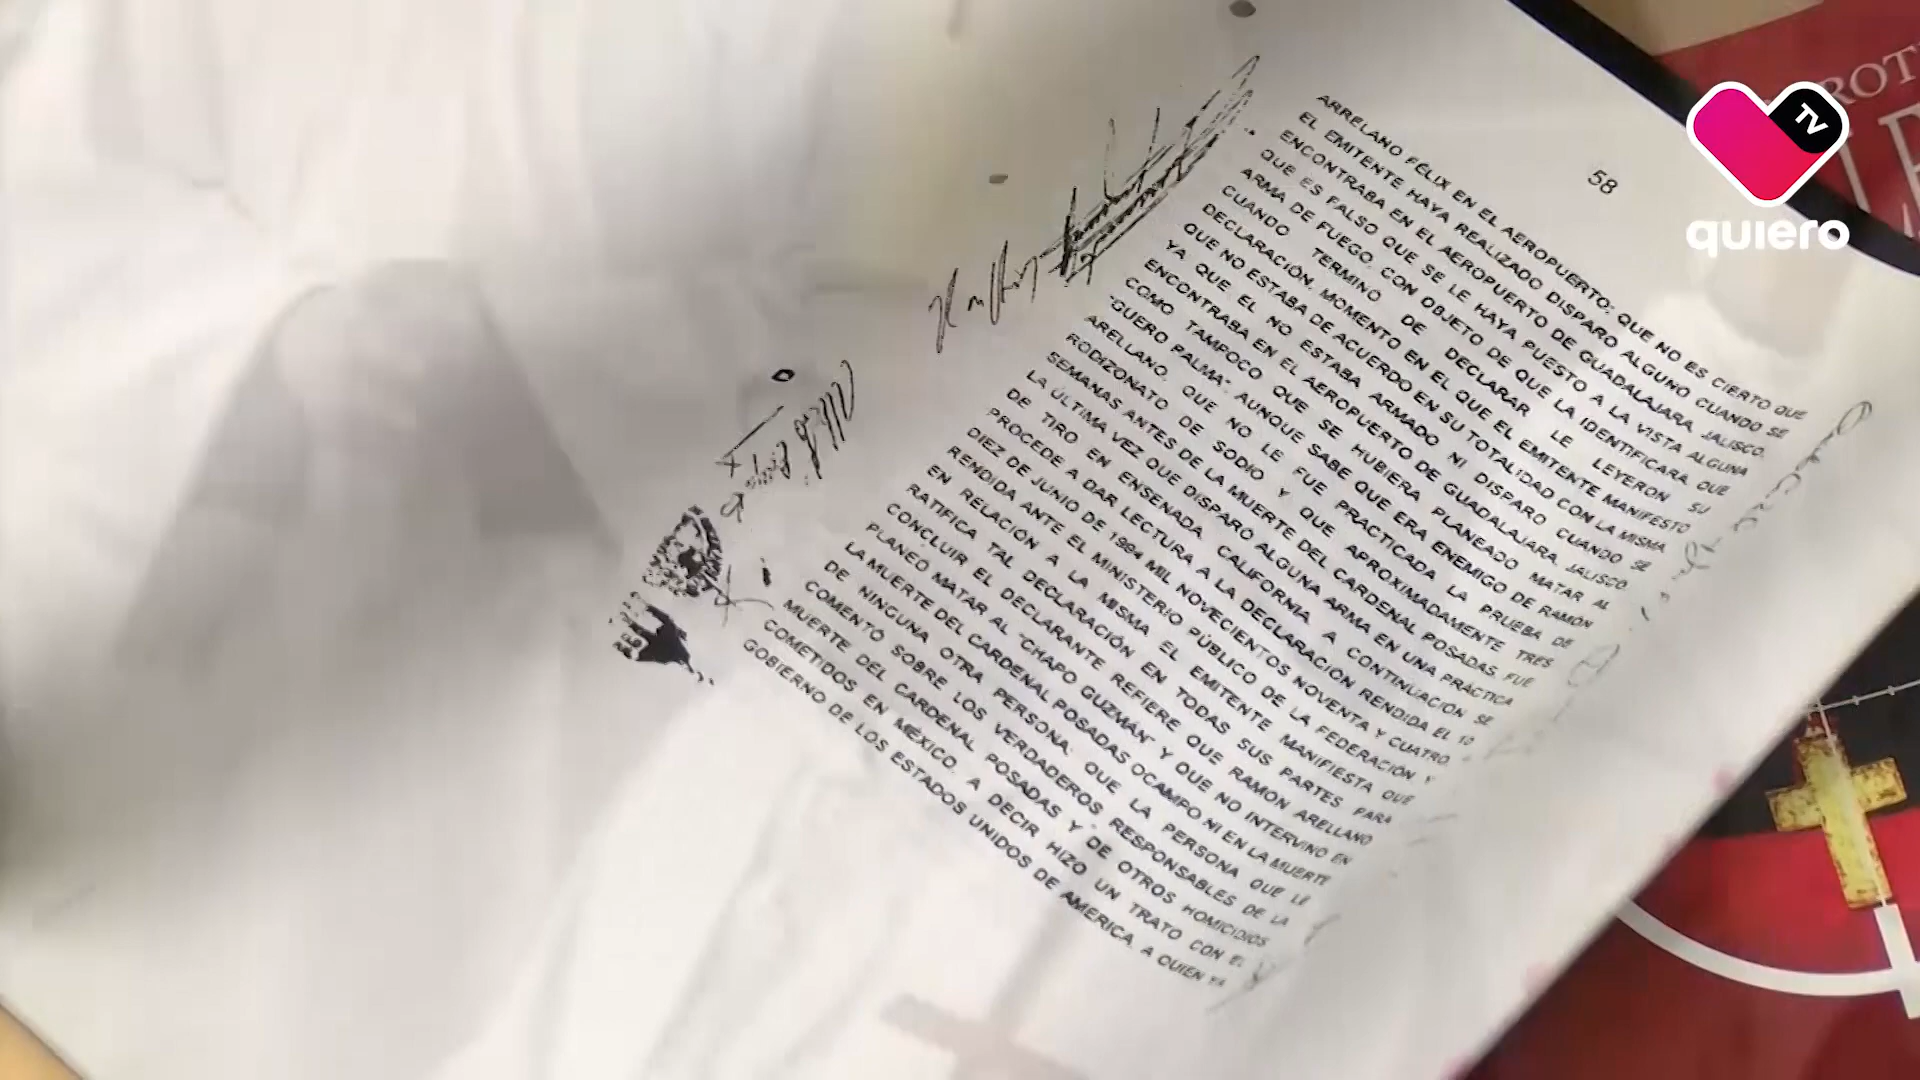 58
ARRELANO FÉLIX EN EL AEROPUERTO; QUE NO ES CIERTO QUE
EL EMITENTE HAYA REALIZADO DISPARO ALGUNO CUANDO SE
ENCONTRABA EN EL AEROPUERTO DE GUADALAJARA, JALISCO.
QUE ES FALSO QUE SE LE HAYA PUESTO A LA VISTA ALGUNA
ARMA DE FUEGO, CON OBJETO DE QUE LA IDENTIFICARA, QUE
CUANDO TERMINÓ DE DECLARAR LE LEYERON SU
DECLARACIÓN, MOMENTO EN EL QUE EL EMITENTE MANIFESTO
QUE NO ESTABA DE ACUERDO EN SU TOTALIDAD CON LA MISMA,
YA QUE EL NO ESTABA ARMADO NI DISPARO CUANDO SE
ENCONTRABA EN EL AEROPUERTO DE GUADALAJARA, JALISCO
COMO TAMPOCO QUE SE HUBIERA PLANEADO MATAR AL
"GUERO PALMA", AUNQUE SABE QUE ERA ENEMIGO DE RAMÓN
ARELLANO, QUE NO LE FUE PRACTICADA LA PRUEBA DE
RODIZONATO DE SODIO Y QUE APROXIMADAMENTE TRES
SEMANAS ANTES DE LA MUERTE DEL CARDENAL POSADAS, FUE
LA ÚLTIMA VEZ QUE DISPARÓ ALGUNA ARMA EN UNA PRÁCTICA
DE TIRO EN ENSENADA, CALIFORNIA A CONTINUACIÓN SE
PROCEDE A DAR LECTURA A LA DECLARACIÓN RENDIDA EL 10
DIEZ DE JUNIO DE 1994 MIL NOVECIENTOS NOVENTA Y CUATRO,
RENDIDA ANTE EL MINISTERIO PÚBLICO DE LA FEDERACIÓN Y
EN RELACIÓN A LA MISMA EL EMITENTE MANIFIESTA QUE
RATIFICA TAL DECLARACIÓN EN TODAS SUS PARTES PARA
CONCLUIR EL DECLARANTE REFIERE QUE RAMÓN ARELLANO
PLANEÓ MATAR AL "CHAPO GUZMÁN" Y QUE NO INTERVINO EN
LA MUERTE DEL CARDENAL POSADAS OCAMPO NI EN LA MUERTE
DE NINGUNA OTRA PERSONA, QUE LA PERSONA QUE LE
COMENTÓ SOBRE LOS VERDADEROS RESPONSABLES DE LA
MUERTE DEL CARDENAL POSADAS Y DE OTROS HOMICIDIOS
COMETIDOS EN MÉXICO, A DECIR HIZO UN TRATO CON EL
GOBIERNO DE LOS ESTADOS UNIDOS DE AMERICA, A QUIEN YA
TV
quiero